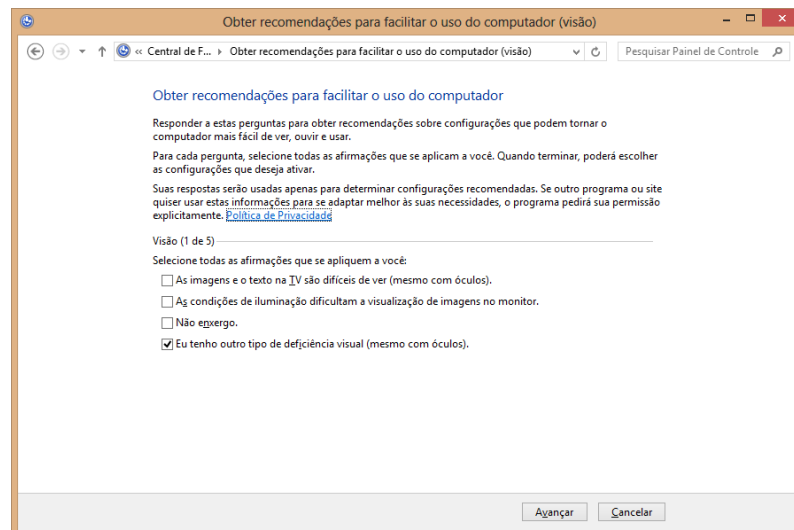 Obter recomendações para facilitar o uso do computador (visão)
« Central de F... Obter recomendações para facilitar o uso do computador (visão) Pesquisar Painel de Controle
Obter recomendações para facilitar o uso do computador
Responder a estas perguntas para obter recomendações sobre configurações que podem tornar o
computador mais fácil de ver, ouvir e usar.
Para cada pergunta, selecione todas as afirmações que se aplicam a você. Quando terminar, poderá escolher
as configurações que deseja ativar.
Suas respostas serão usadas apenas para determinar configurações recomendadas. Se outro programa ou site
quiser usar estas informações para se adaptar melhor às suas necessidades, o programa pedirá sua permissão
explicitamente. Política de Privacidade
Visão (1 de 5)
Selecione todas as afirmações que se apliquem a você:
As imagens e o texto na TV são difíceis de ver (mesmo com óculos).
As condições de iluminação dificultam a visualização de imagens no monitor.
Não enxergo.
Eu tenho outro tipo de deficiência visual (mesmo com óculos).
Avançar Cancelar